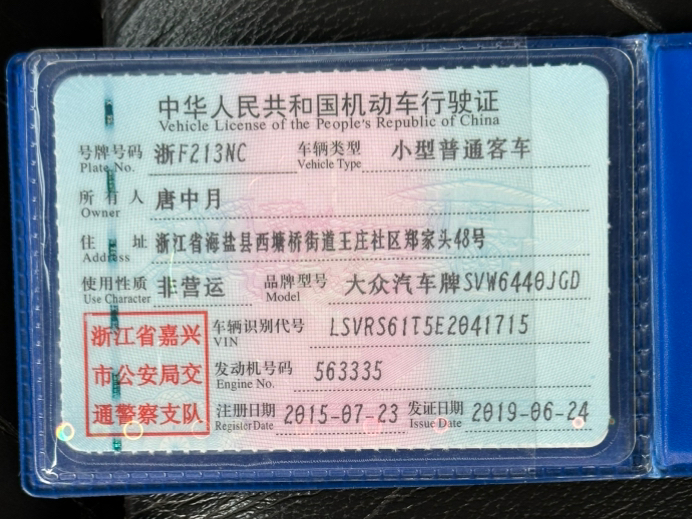 中华人民共和国机动车行驶证
Vehicle License of the People's Republic of China
号牌号码 浙F213NC 车辆类型 小型普通客车
Plate No. Vehicle Type
所有人 唐中月
Owner
住址 浙江省海盐县西塘桥街道王庄社区郑家头48号
Address
使用性质 非营运 品牌型号 大众汽车牌SVW6440JGD
Use Character Model
浙江省嘉兴
市公安局交
通警察支队
车辆识别代号 LSVRS61T5E2041715
VIN
发动机号码 563335
Engine No.
注册日期 2015-07-23 发证日期 2019-06-24
Register Date Issue Date